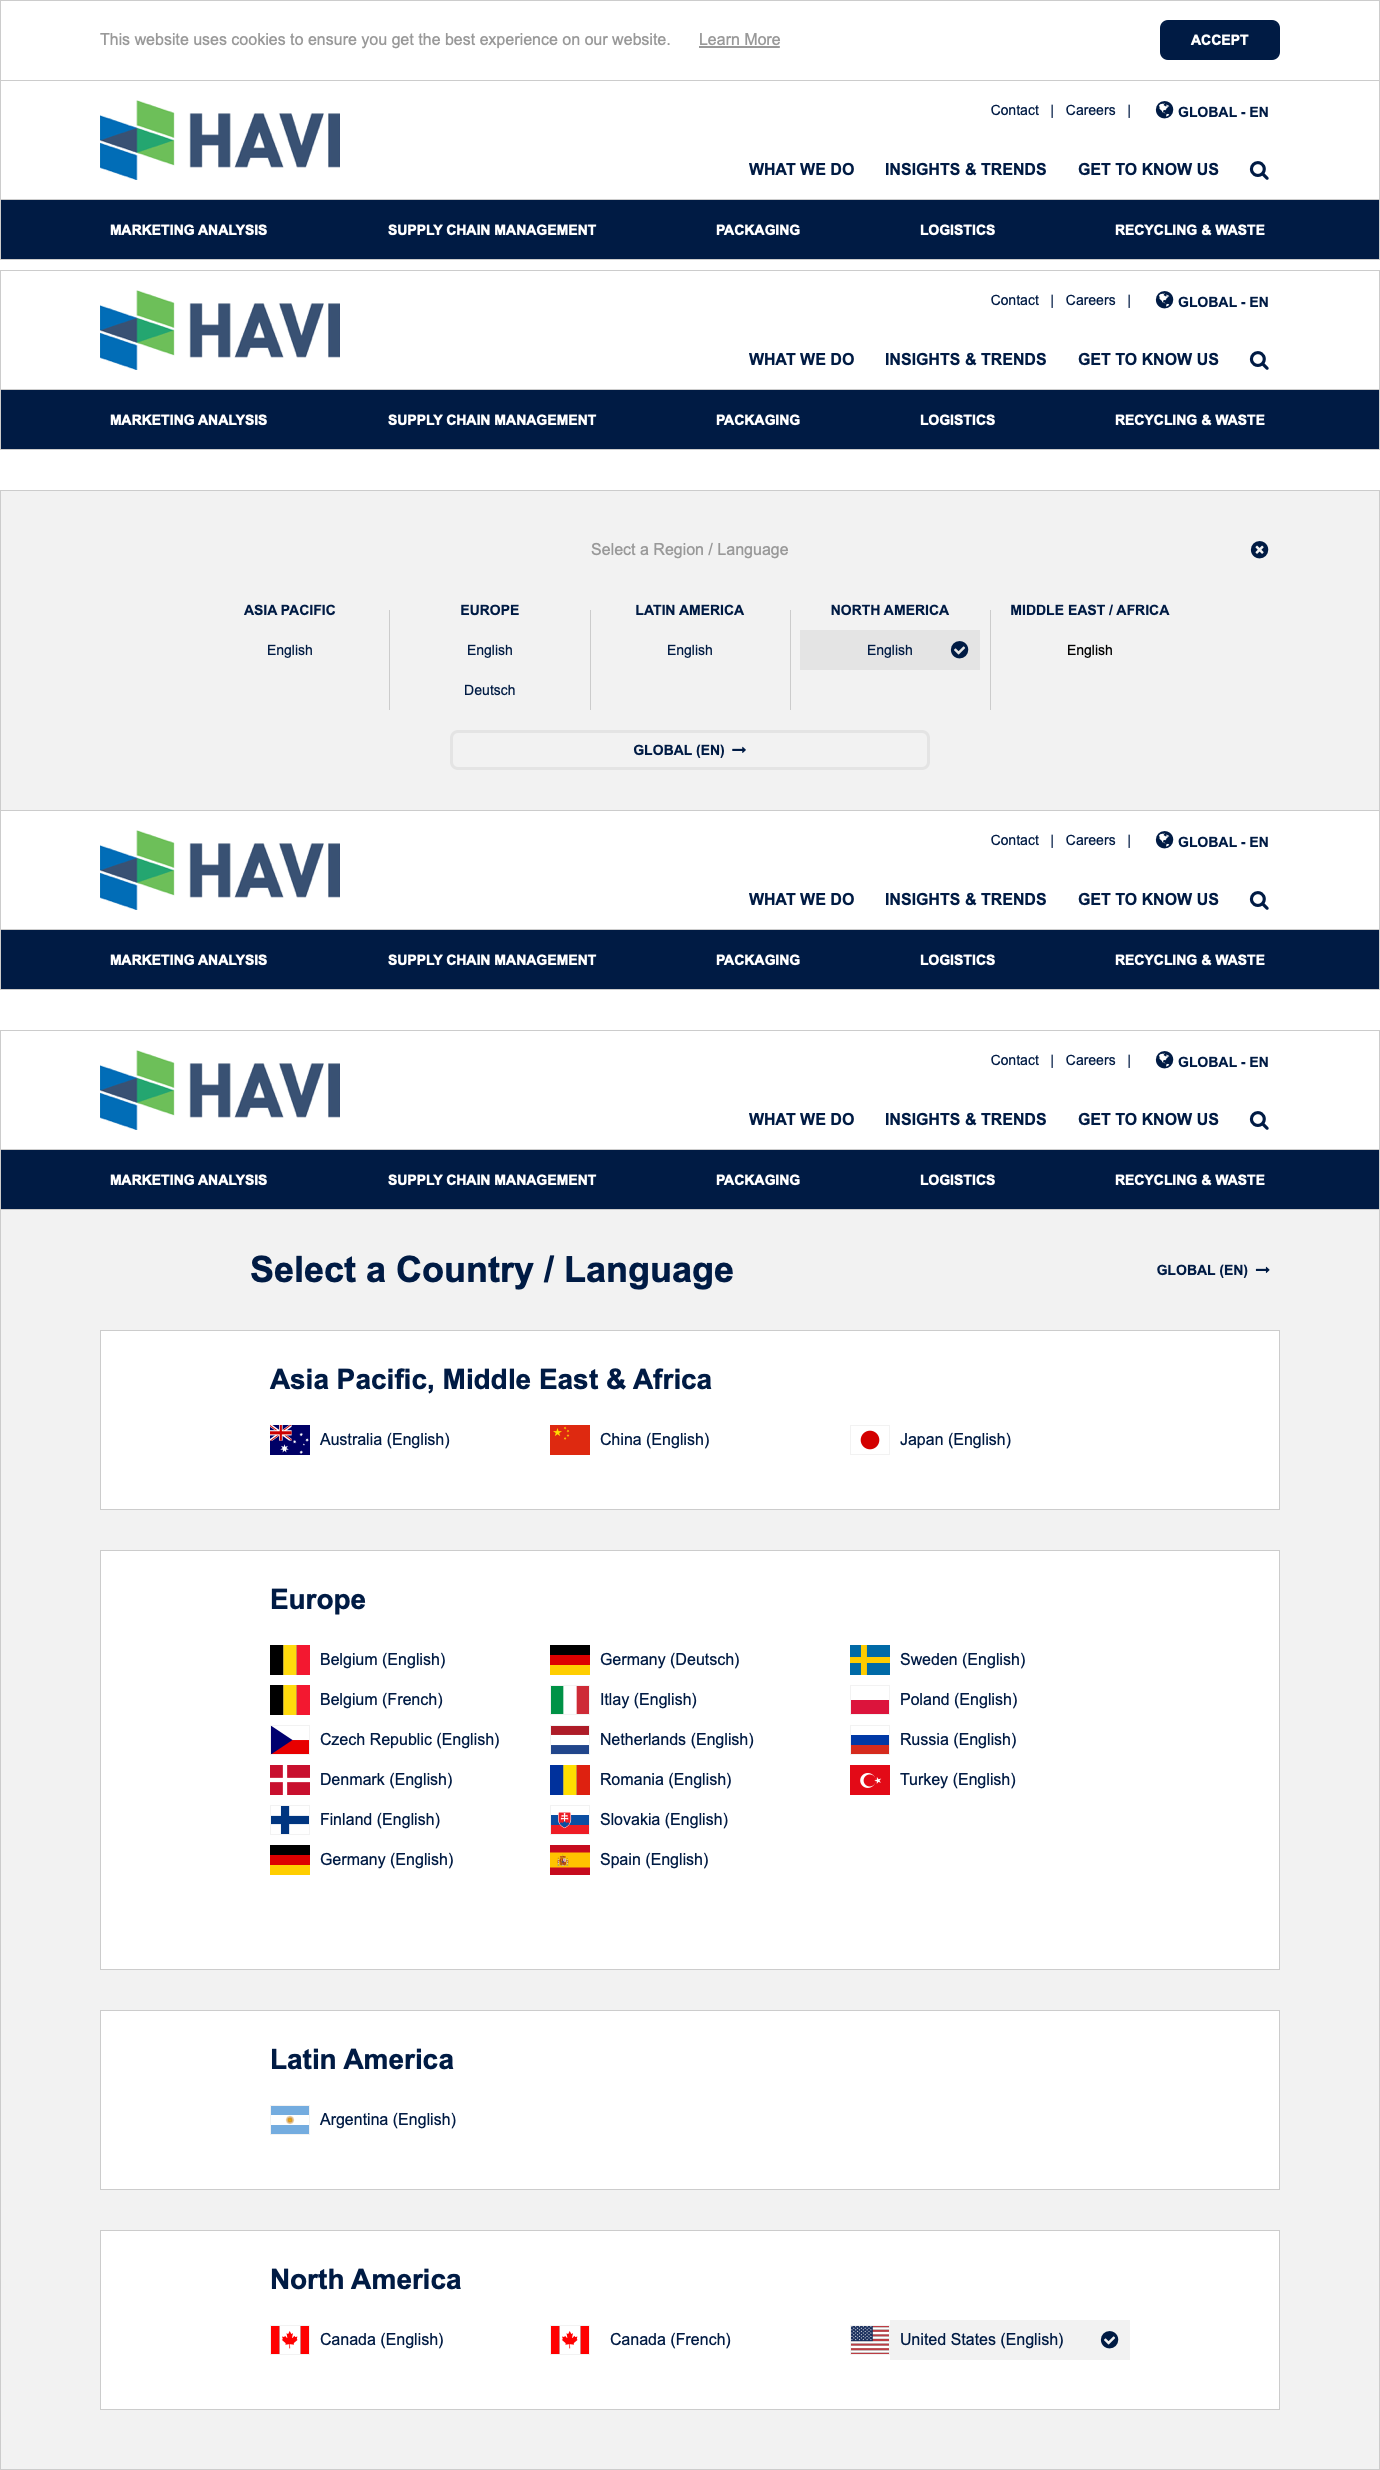 This website uses cookies to ensure you get the best experience on our website. Learn More ACCEPT
HAVI
Contact | Careers | GLOBAL - EN
WHAT WE DO INSIGHTS & TRENDS GET TO KNOW US
MARKETING ANALYSIS SUPPLY CHAIN MANAGEMENT PACKAGING LOGISTICS RECYCLING & WASTE
HAVI
Contact | Careers | GLOBAL - EN
WHAT WE DO INSIGHTS & TRENDS GET TO KNOW US
MARKETING ANALYSIS SUPPLY CHAIN MANAGEMENT PACKAGING LOGISTICS RECYCLING & WASTE
Select a Region / Language
ASIA PACIFIC EUROPE LATIN AMERICA NORTH AMERICA MIDDLE EAST / AFRICA
English English English English English
Deutsch
GLOBAL (EN) →
HAVI
Contact | Careers | GLOBAL - EN
WHAT WE DO INSIGHTS & TRENDS GET TO KNOW US
MARKETING ANALYSIS SUPPLY CHAIN MANAGEMENT PACKAGING LOGISTICS RECYCLING & WASTE
HAVI
Contact | Careers | GLOBAL - EN
WHAT WE DO INSIGHTS & TRENDS GET TO KNOW US
MARKETING ANALYSIS SUPPLY CHAIN MANAGEMENT PACKAGING LOGISTICS RECYCLING & WASTE
Select a Country / Language GLOBAL (EN) →
Asia Pacific, Middle East & Africa
Australia (English) China (English) Japan (English)
Europe
Belgium (English) Germany (Deutsch) Sweden (English)
Belgium (French) Itlay (English) Poland (English)
Czech Republic (English) Netherlands (English) Russia (English)
Denmark (English) Romania (English) Turkey (English)
Finland (English) Slovakia (English)
Germany (English) Spain (English)
Latin America
Argentina (English)
North America
Canada (English) Canada (French) United States (English)